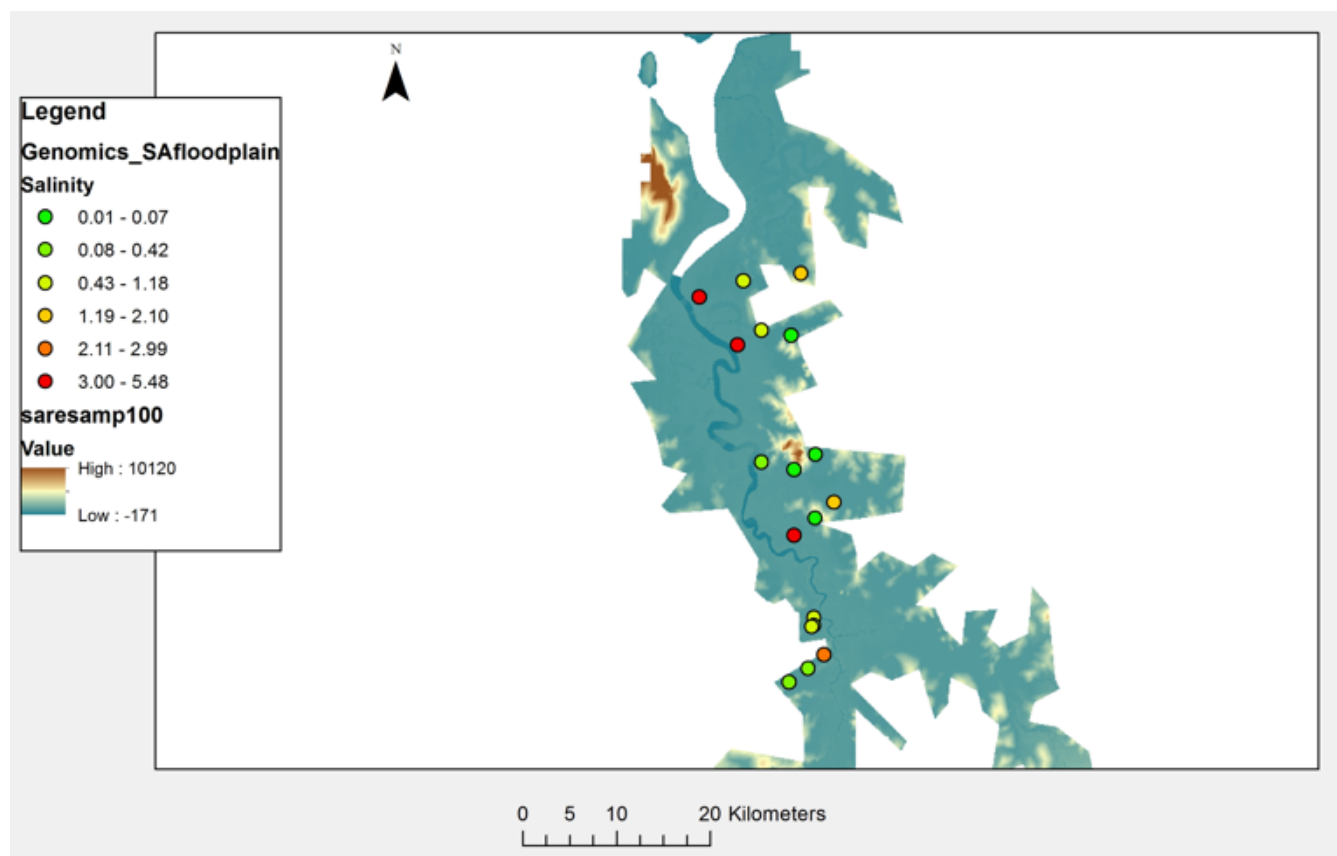 N
Legend
Genomics_SAfloodplain
Salinity
0.01 - 0.07
0.08 - 0.42
0.43 - 1.18
1.19 - 2.10
2.11 - 2.99
3.00 - 5.48
saresamp100
Value
High : 10120
Low : -171
0 5 10 20 Kilometers